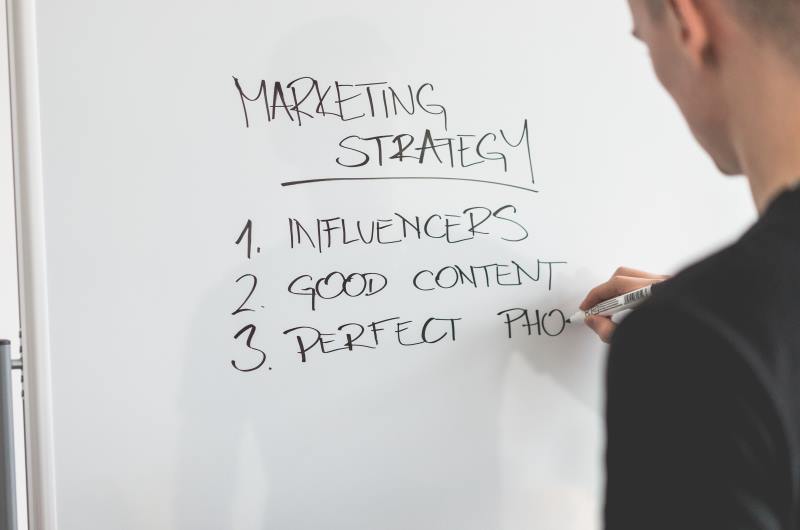 MARKETING
STRATEGY
1. INFLUENCERS
2. GOOD CONTENT
3. PERFECT PHO